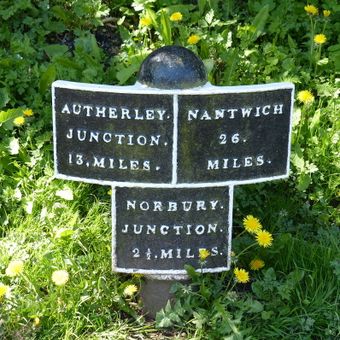 AUTHERLEY.
JUNCTION.
13, MILES.
NANTWICH
26.
MILES.
NORBURY.
JUNCTION.
2½, MILES.